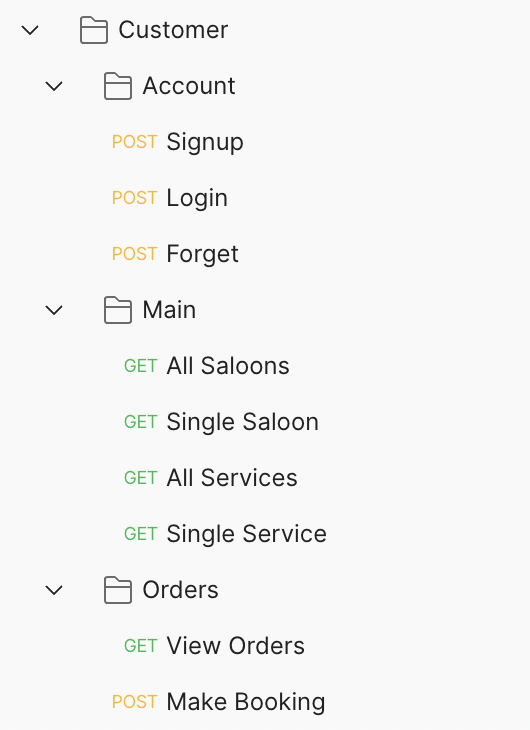 Customer
Account
POST Signup
POST Login
POST Forget
Main
GET All Saloons
GET Single Saloon
GET All Services
GET Single Service
Orders
GET View Orders
POST Make Booking